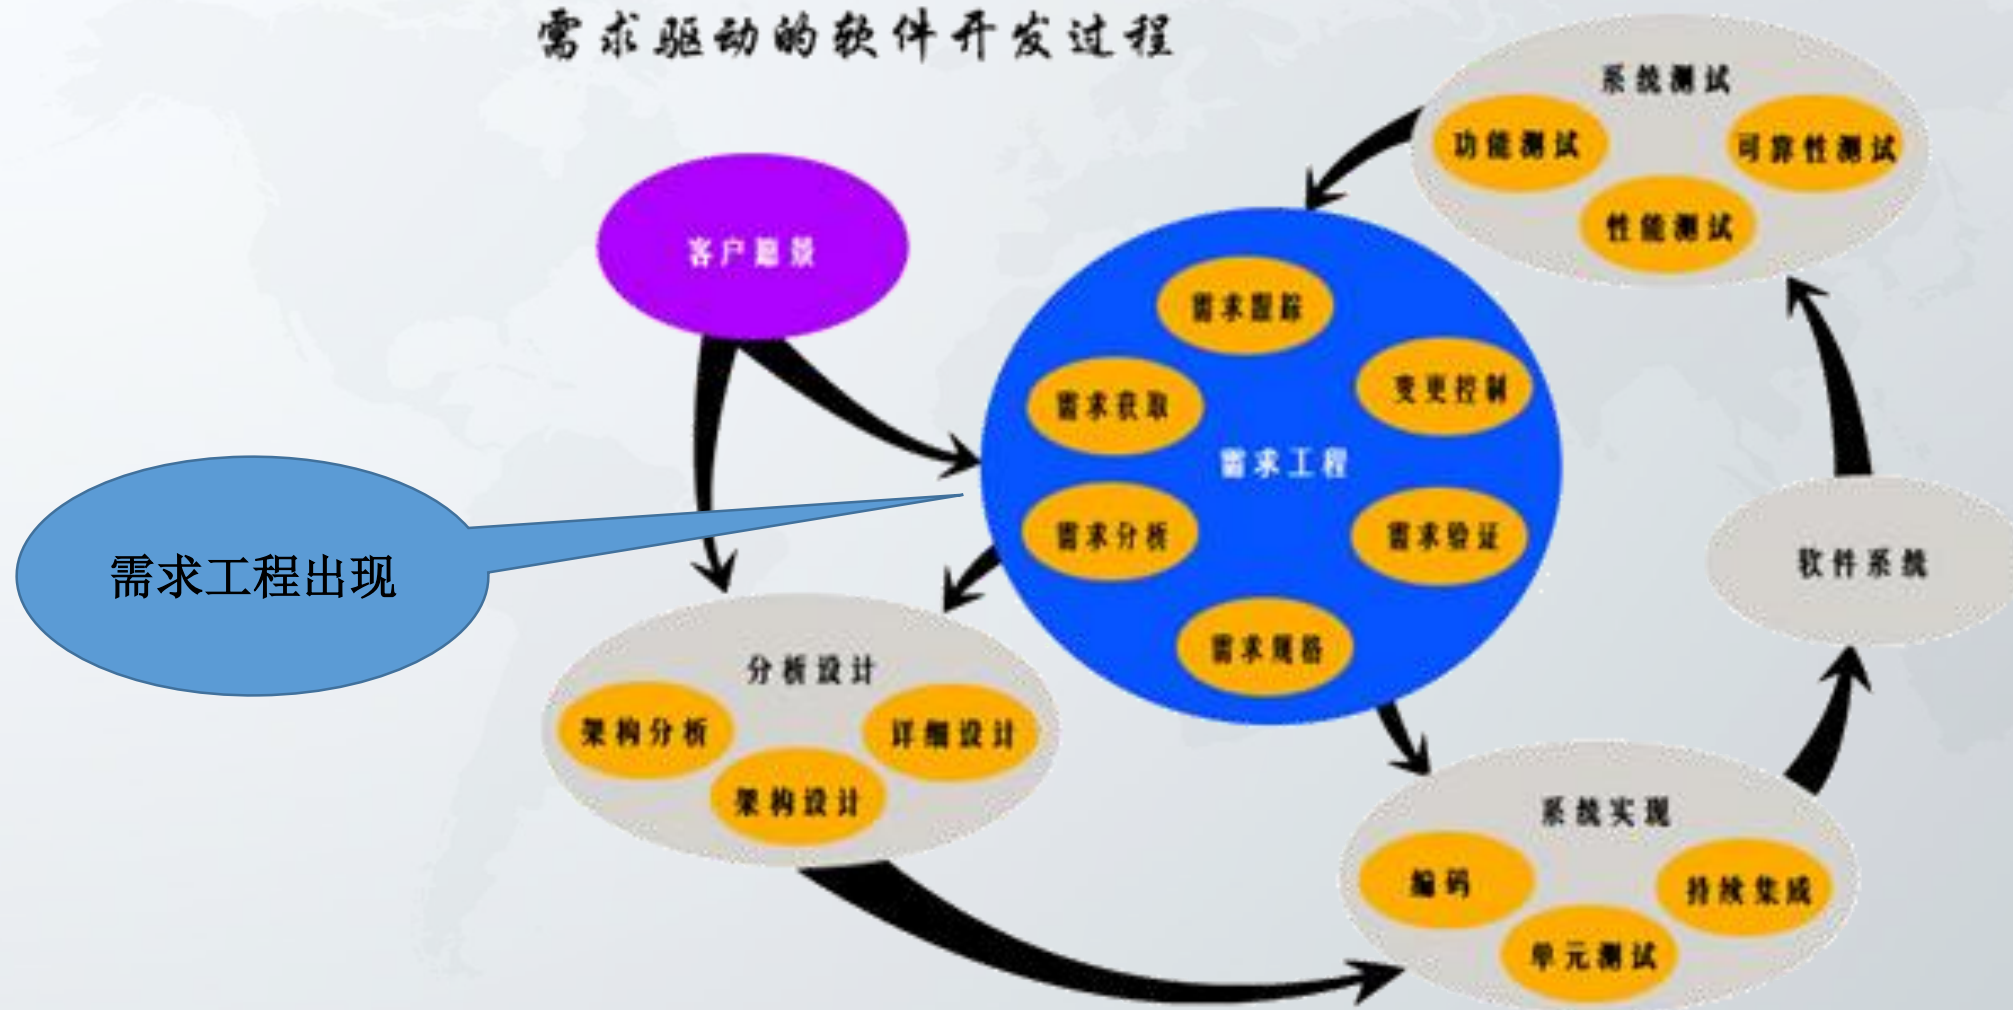 需求驱动的软件开发过程
系统测试
功能测试
可靠性测试
性能测试
客户愿景
需求跟踪
变更控制
需求获取
需求工程
需求分析
需求验证
需求规格
需求工程出现
软件系统
分析设计
架构分析
详细设计
架构设计
系统实现
编码
持续集成
单元测试